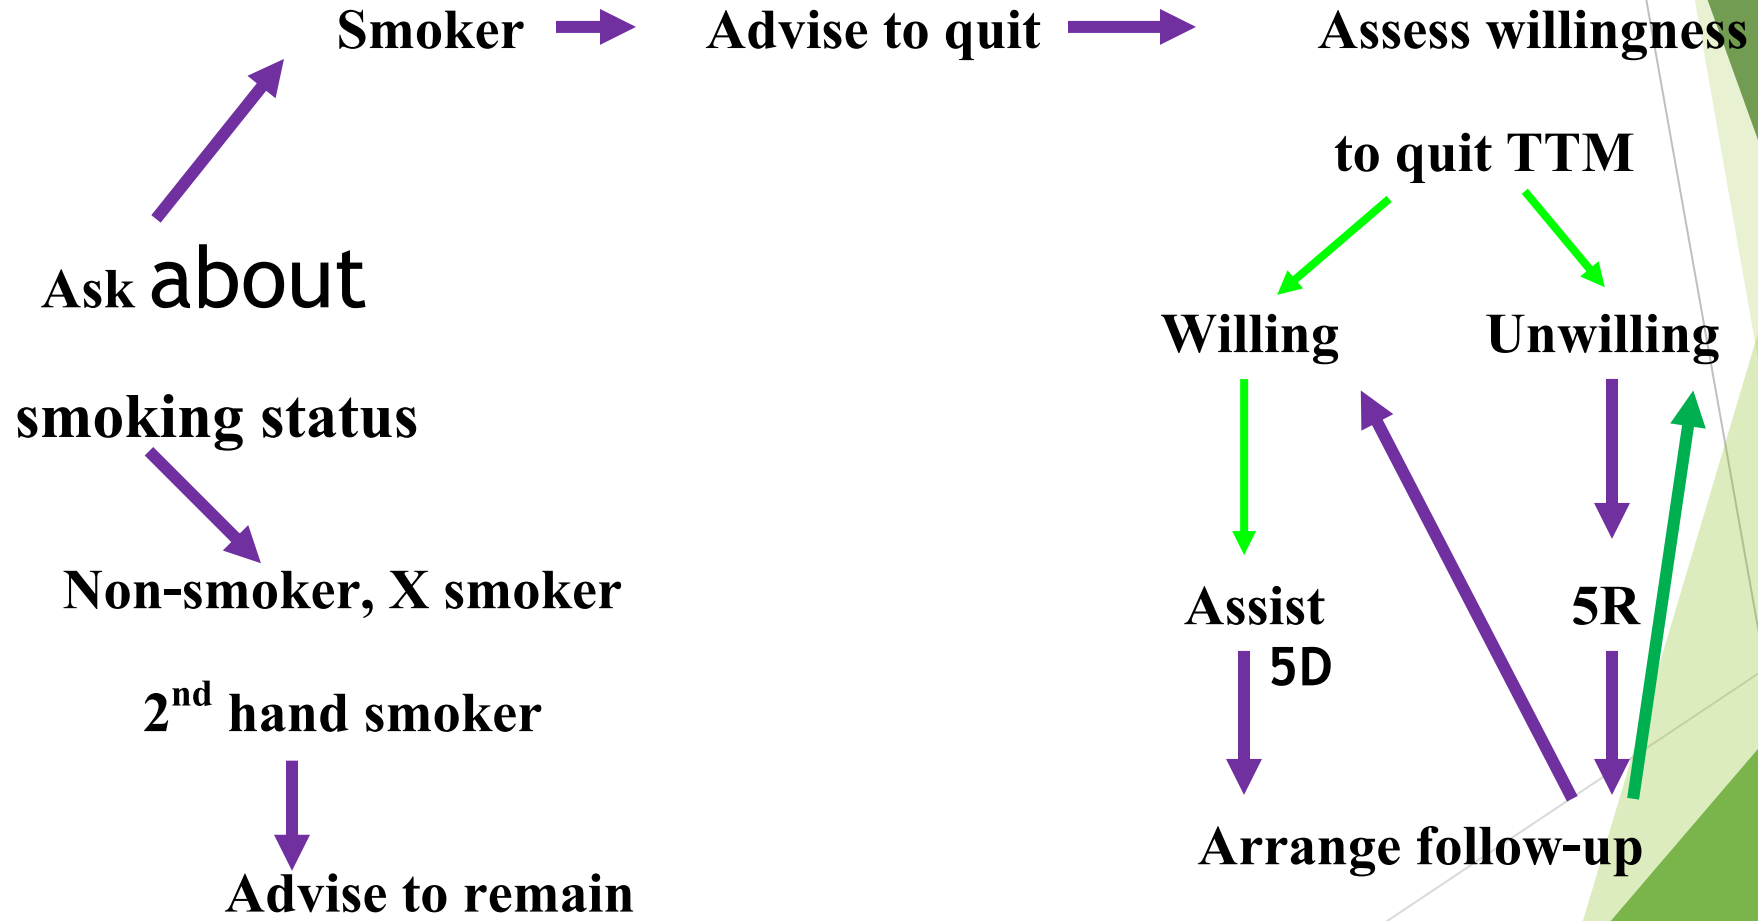 Smoker
Advise to quit
Assess willingness
to quit TTM
Ask about
smoking status
Willing
Unwilling
Non-smoker, X smoker
2nd hand smoker
Assist
5D
5R
Arrange follow-up
Advise to remain